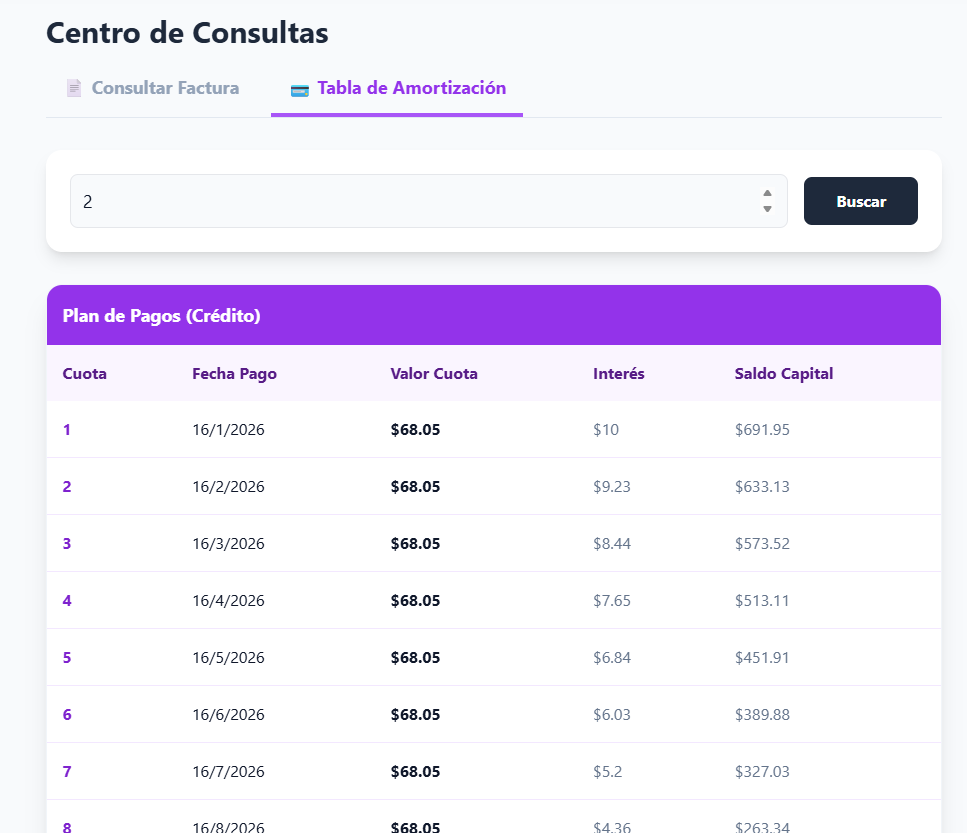 Centro de Consultas
Consultar Factura Tabla de Amortización
2 Buscar
Plan de Pagos (Crédito)
Cuota Fecha Pago Valor Cuota Interés Saldo Capital
1 16/1/2026 $68.05 $10 $691.95
2 16/2/2026 $68.05 $9.23 $633.13
3 16/3/2026 $68.05 $8.44 $573.52
4 16/4/2026 $68.05 $7.65 $513.11
5 16/5/2026 $68.05 $6.84 $451.91
6 16/6/2026 $68.05 $6.03 $389.88
7 16/7/2026 $68.05 $5.2 $327.03
8 16/8/2026 $68.05 $4.36 $263.34